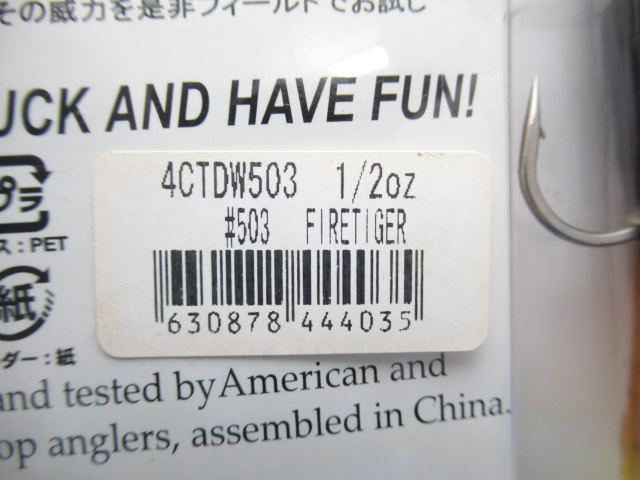 その威力を是非フィールドでお試し
UCK AND HAVE FUN!
プラ
ス:PET
紙
ダー:紙
4CTDW503 1/2oz
#503 FIRETIGER
630878 444035
and tested by American and
op anglers, assembled in China.